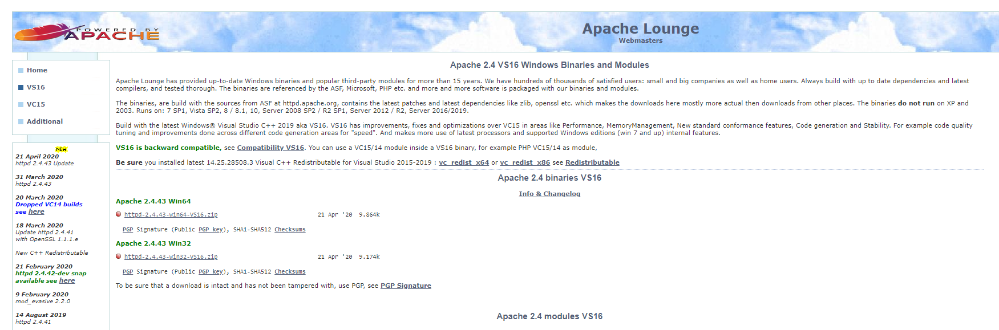 POWERED BY
APACHE
Apache Lounge
Webmasters
Home
VS16
VC15
Additional
NEW
21 April 2020
httpd 2.4.43 Update
31 March 2020
httpd 2.4.43
20 March 2020
Dropped VC14 builds
see here
18 March 2020
Update httpd 2.4.41
with OpenSSL 1.1.1.e
New C++ Redistributable
21 February 2020
httpd 2.4.42-dev snap
available see here
9 February 2020
mod_evasive 2.2.0
14 August 2019
httpd 2.4.41
Apache 2.4 VS16 Windows Binaries and Modules
Apache Lounge has provided up-to-date Windows binaries and popular third-party modules for more than 15 years. We have hundreds of thousands of satisfied users: small and big companies as well as home users. Always build with up to date dependencies and latest
compilers, and tested thorough. The binaries are referenced by the ASF, Microsoft, PHP etc. and more and more software is packaged with our binaries and modules.
The binaries, are build with the sources from ASF at httpd.apache.org, contains the latest patches and latest dependencies like zlib, openssl etc. which makes the downloads here mostly more actual then downloads from other places. The binaries do not run on XP and
2003. Runs on: 7 SP1, Vista SP2, 8 / 8.1, 10, Server 2008 SP2 / R2 SP1, Server 2012 / R2, Server 2016/2019.
Build with the latest Windows® Visual Studio C++ 2019 aka VS16. VS16 has improvements, fixes and optimizations over VC15 in areas like Performance, MemoryManagement, New standard conformance features, Code generation and Stability. For example code quality
tuning and improvements done across different code generation areas for "speed". And makes more use of latest processors and supported Windows editions (win 7 and up) internal features.
VS16 is backward compatible, see Compatibility VS16. You can use a VC15/14 module inside a VS16 binary, for example PHP VC15/14 as module,
Be sure you installed latest 14.25.28508.3 Visual C++ Redistributable for Visual Studio 2015-2019 : vc_redist_x64 or vc_redist_x86 see Redistributable
Apache 2.4 binaries VS16
Info & Changelog
Apache 2.4.43 Win64
httpd-2.4.43-win64-VS16.zip 21 Apr '20 9.864k
PGP Signature (Public PGP key), SHA1-SHA512 Checksums
Apache 2.4.43 Win32
httpd-2.4.43-win32-VS16.zip 21 Apr '20 9.174k
PGP Signature (Public PGP key), SHA1-SHA512 Checksums
To be sure that a download is intact and has not been tampered with, use PGP, see PGP Signature
Apache 2.4 modules VS16